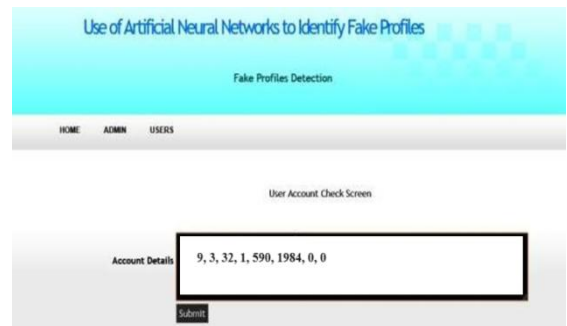 Use of Artificial Neural Networks to Identify Fake Profiles
Fake Profiles Detection
HOME ADMIN USERS
User Account Check Screen
Account Details 9, 3, 32, 1, 590, 1984, 0, 0
Submit